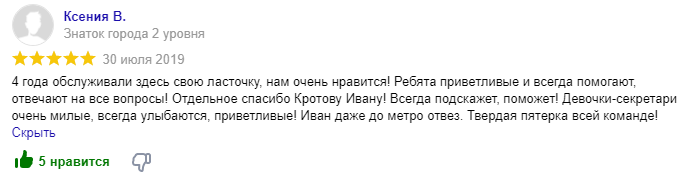 Ксения В.
Знаток города 2 уровня
30 июля 2019
4 года обслуживали здесь свою ласточку, нам очень нравится! Ребята приветливые и всегда помогают,
отвечают на все вопросы! Отдельное спасибо Кротову Ивану! Всегда подскажет, поможет! Девочки-секретари
очень милые, всегда улыбаются, приветливые! Иван даже до метро отвез. Твердая пятерка всей команде!
Скрыть
5 нравится